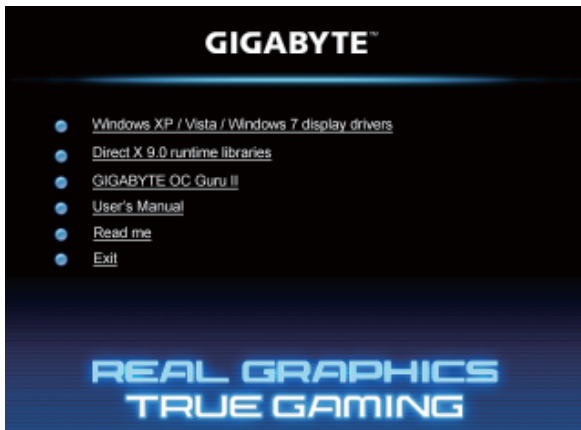 GIGABYTE™
Windows XP / Vista / Windows 7 display drivers
Direct X 9.0 runtime libraries
GIGABYTE OC Guru II
User's Manual
Read me
Exit
REAL GRAPHICS
TRUE GAMING